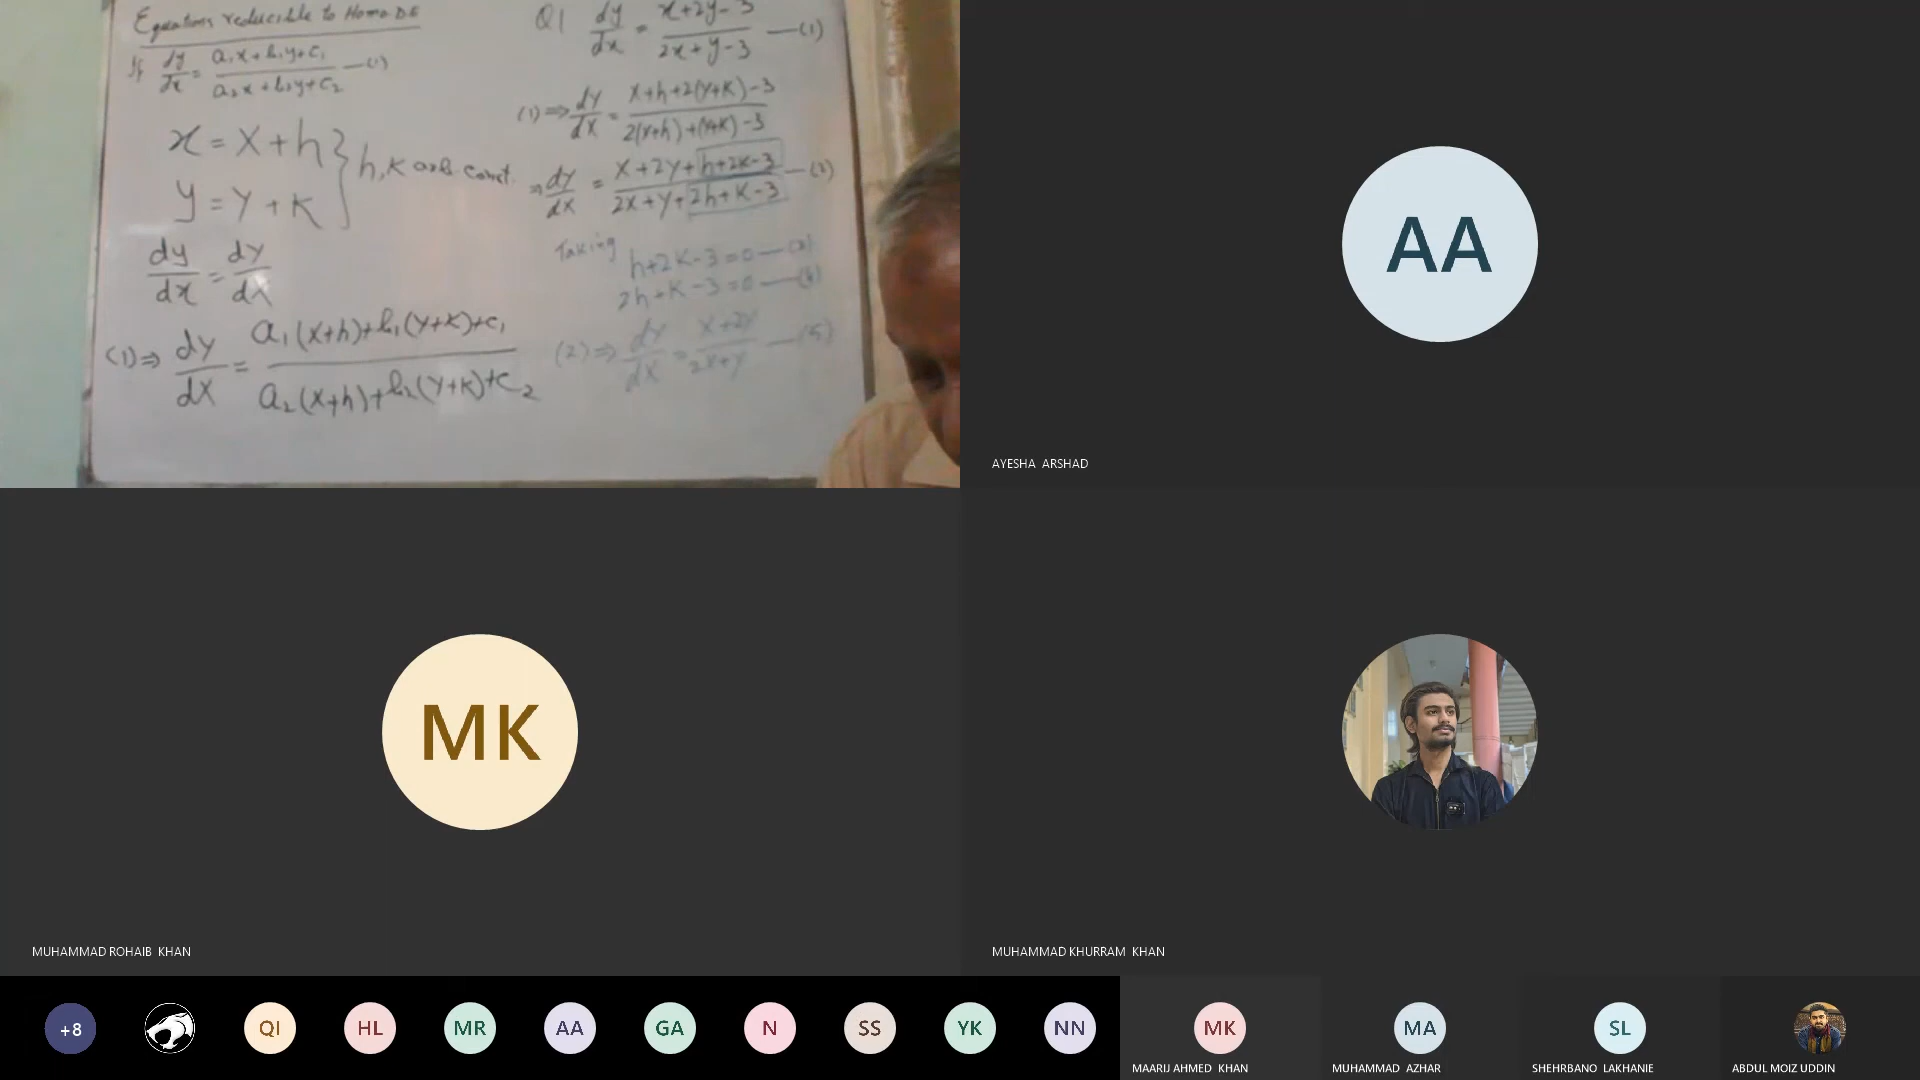 Equations reducible to Homo DE
If dy/dx = a₁x+b₁y+c₁ / a₂x+b₂y+c₂ —(1)
x = X + h
y = Y + K
} h, K arb. const.
dy/dx = dY/dX
(1) ⇒ dY/dX = a₁(X+h)+b₁(Y+K)+c₁ / a₂(X+h)+b₂(Y+K)+c₂
Q1 dy/dx = x+2y-3 / 2x+y-3 —(1)
(1) ⇒ dY/dX = X+h+2(Y+K)-3 / 2(X+h)+(Y+K)-3
⇒ dY/dX = X+2Y+h+2K-3 / 2X+Y+2h+K-3 —(2)
Taking
h+2K-3=0 —(3)
2h+K-3=0 —(4)
(2) ⇒ dY/dX = X+2Y / 2X+Y —(5)
AA
AYESHA ARSHAD
MK
MUHAMMAD ROHAIB KHAN
MUHAMMAD KHURRAM KHAN
+8
QI
HL
MR
AA
GA
N
SS
YK
NN
MK
MAARIJ AHMED KHAN
MA
MUHAMMAD AZHAR
SL
SHEHRBANO LAKHANIE
ABDUL MOIZ UDDIN